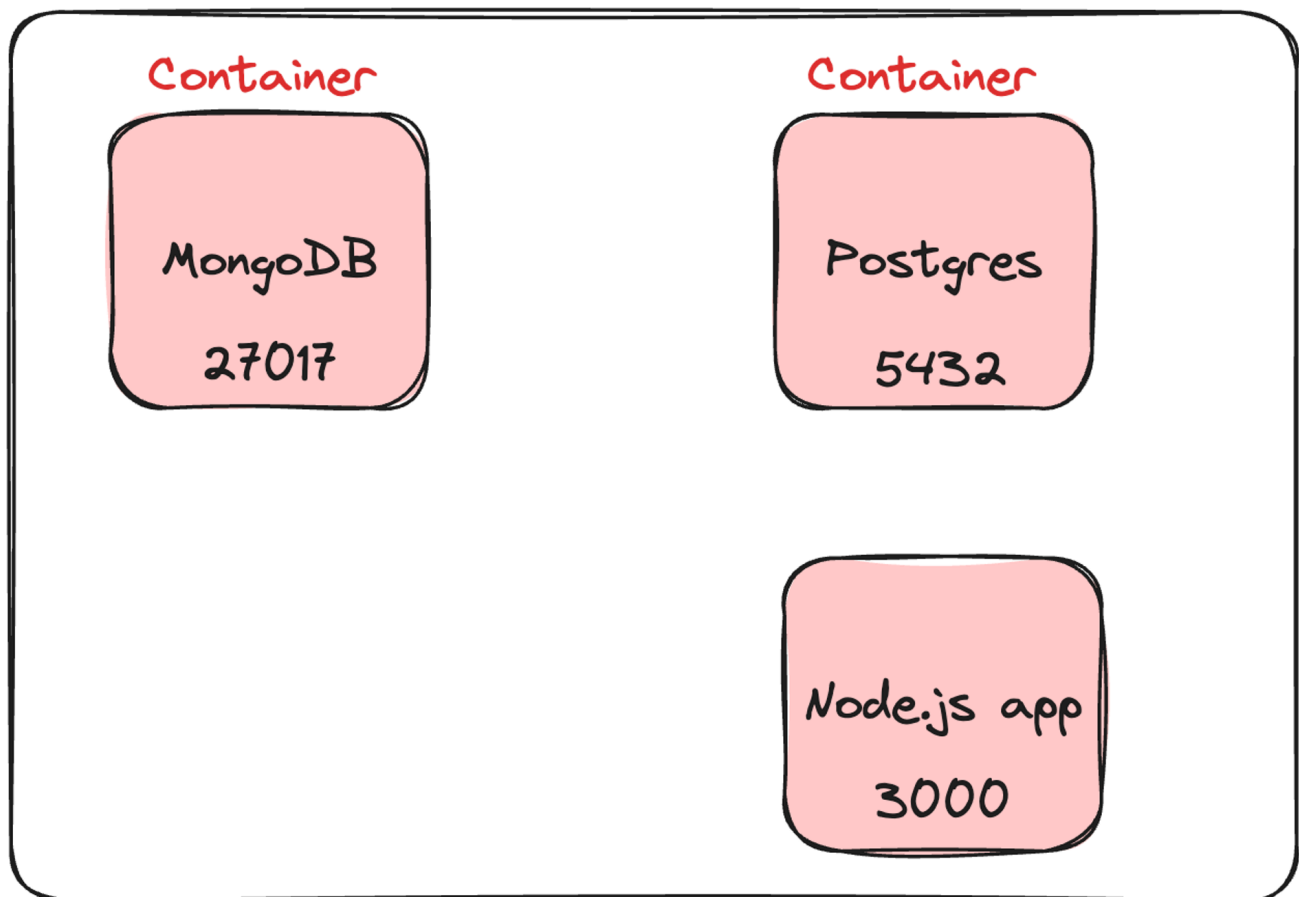 Container
Container
MongoDB
27017
Postgres
5432
Node.js app
3000